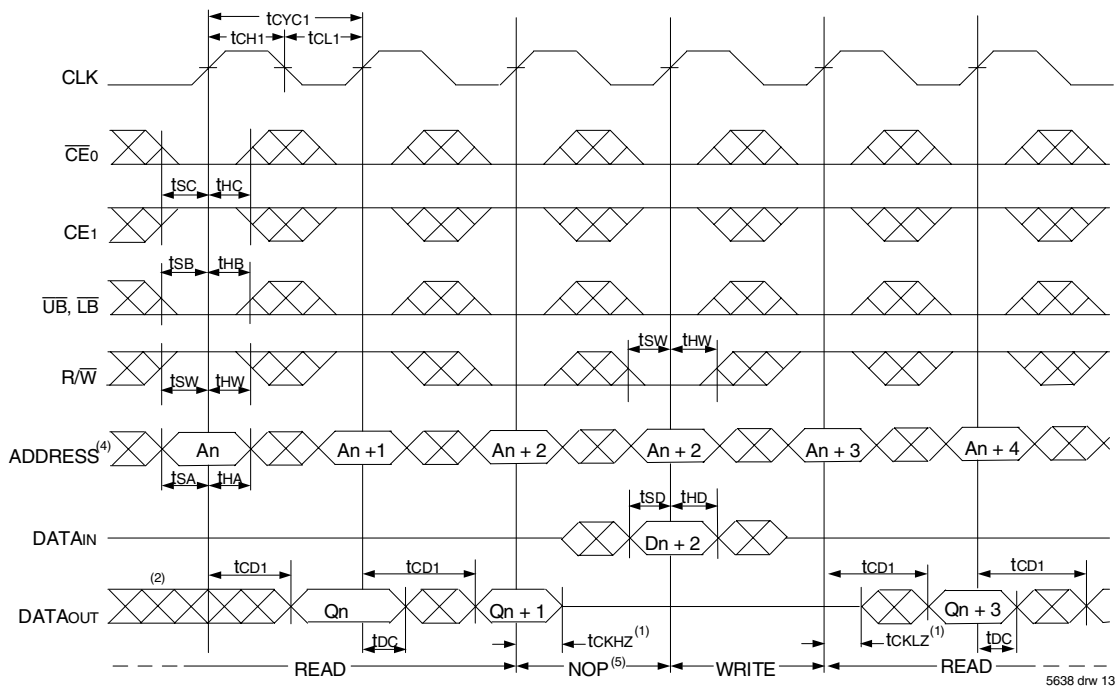 tCYC1
tCH1 tCL1
CLK
CE0
tSC tHC
CE1
tSB tHB
UB, LB
tSW tHW
R/W
tSW tHW
ADDRESS(4) An An +1 An + 2 An + 2 An + 3 An + 4
tSA tHA tSD tHD
DATAIN Dn + 2
(2) tCD1 tCD1 tCD1 tCD1
DATAOUT Qn Qn + 1 Qn + 3
tDC tCKHZ(1) tCKLZ(1) tDC
READ NOP(5) WRITE READ
5638 drw 13